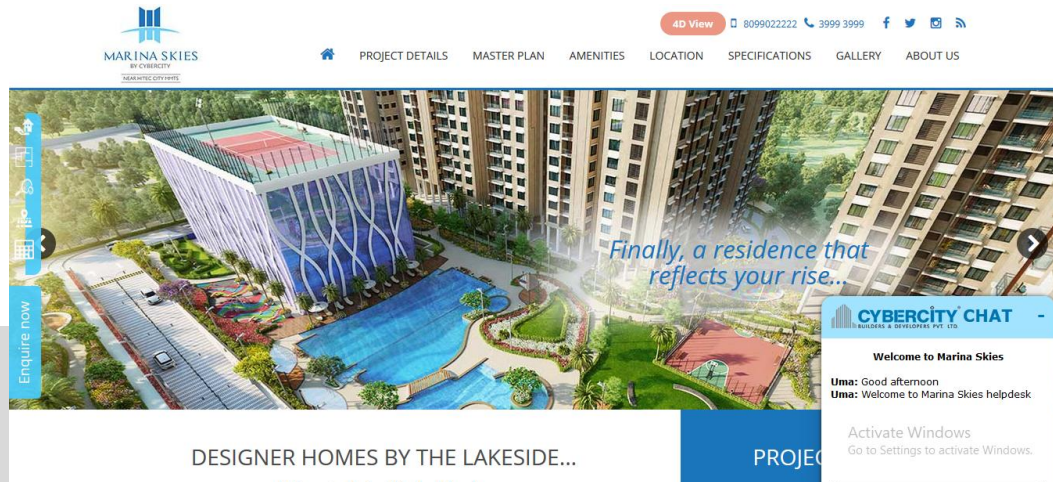 4D View
8099022222
3999 3999
MARINA SKIES
BY CYBERCITY
NEAR HITEC CITY MMTS
PROJECT DETAILS
MASTER PLAN
AMENITIES
LOCATION
SPECIFICATIONS
GALLERY
ABOUT US
Finally, a residence that
reflects your rise...
Enquire now
CYBERCITY CHAT -
BUILDERS & DEVELOPERS PVT. LTD.
Welcome to Marina Skies
Uma: Good afternoon
Uma: Welcome to Marina Skies helpdesk
Activate Windows
Go to Settings to activate Windows.
DESIGNER HOMES BY THE LAKESIDE...
PROJEC